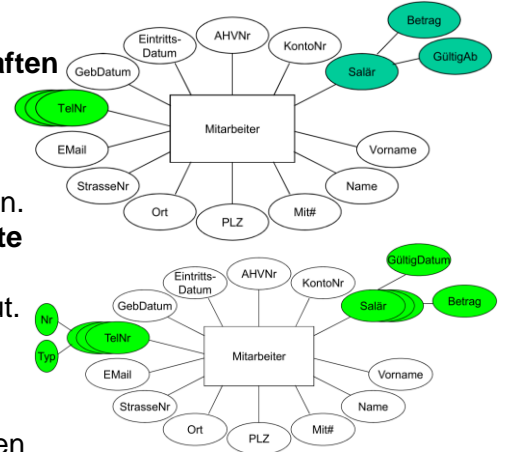 Betrag
Eintritts-
Datum
AHVNr
KontoNr
GültigAb
aften
GebDatum
Salär
TelNr
Mitarbeiter
EMail
Vorname
StrasseNr
Name
n.
Ort
PLZ
Mit#
te
GültigDatum
Eintritts-
Datum
AHVNr
KontoNr
ut.
GebDatum
Salär
Betrag
Nr
TelNr
Typ
Mitarbeiter
EMail
Vorname
StrasseNr
Name
Ort
PLZ
Mit#
en